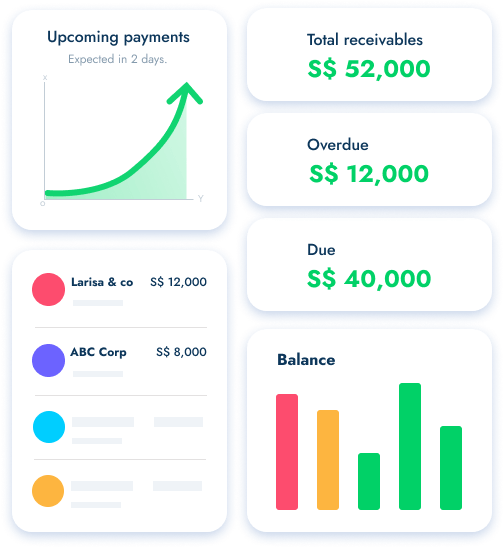 Upcoming payments
Expected in 2 days.
X
O
Y
Larisa & co S$ 12,000
ABC Corp S$ 8,000
Total receivables
S$ 52,000
Overdue
S$ 12,000
Due
S$ 40,000
Balance